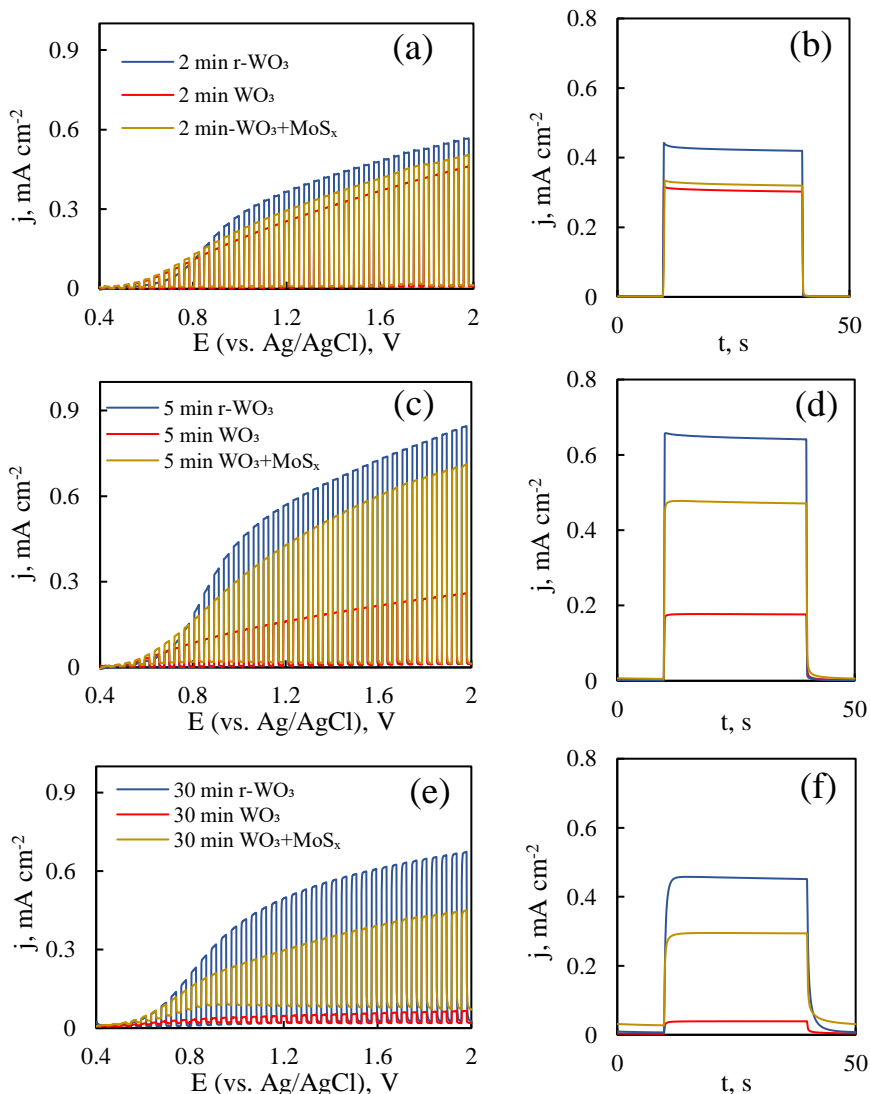 (a)
2 min r-WO₃
2 min WO₃
2 min-WO₃+MoSₓ
j, mA cm⁻²
0.9
0.6
0.3
0
0.4 0.8 1.2 1.6 2
E (vs. Ag/AgCl), V
(b)
j, mA cm⁻²
0.8
0.6
0.4
0.2
0
0 50
t, s
(c)
5 min r-WO₃
5 min WO₃
5 min WO₃+MoSₓ
j, mA cm⁻²
0.9
0.6
0.3
0
0.4 0.8 1.2 1.6 2
E (vs. Ag/AgCl), V
(d)
j, mA cm⁻²
0.8
0.6
0.4
0.2
0
0 50
t, s
(e)
30 min r-WO₃
30 min WO₃
30 min WO₃+MoSₓ
j, mA cm⁻²
0.9
0.6
0.3
0
0.4 0.8 1.2 1.6 2
E (vs. Ag/AgCl), V
(f)
j, mA cm⁻²
0.8
0.6
0.4
0.2
0
0 50
t, s